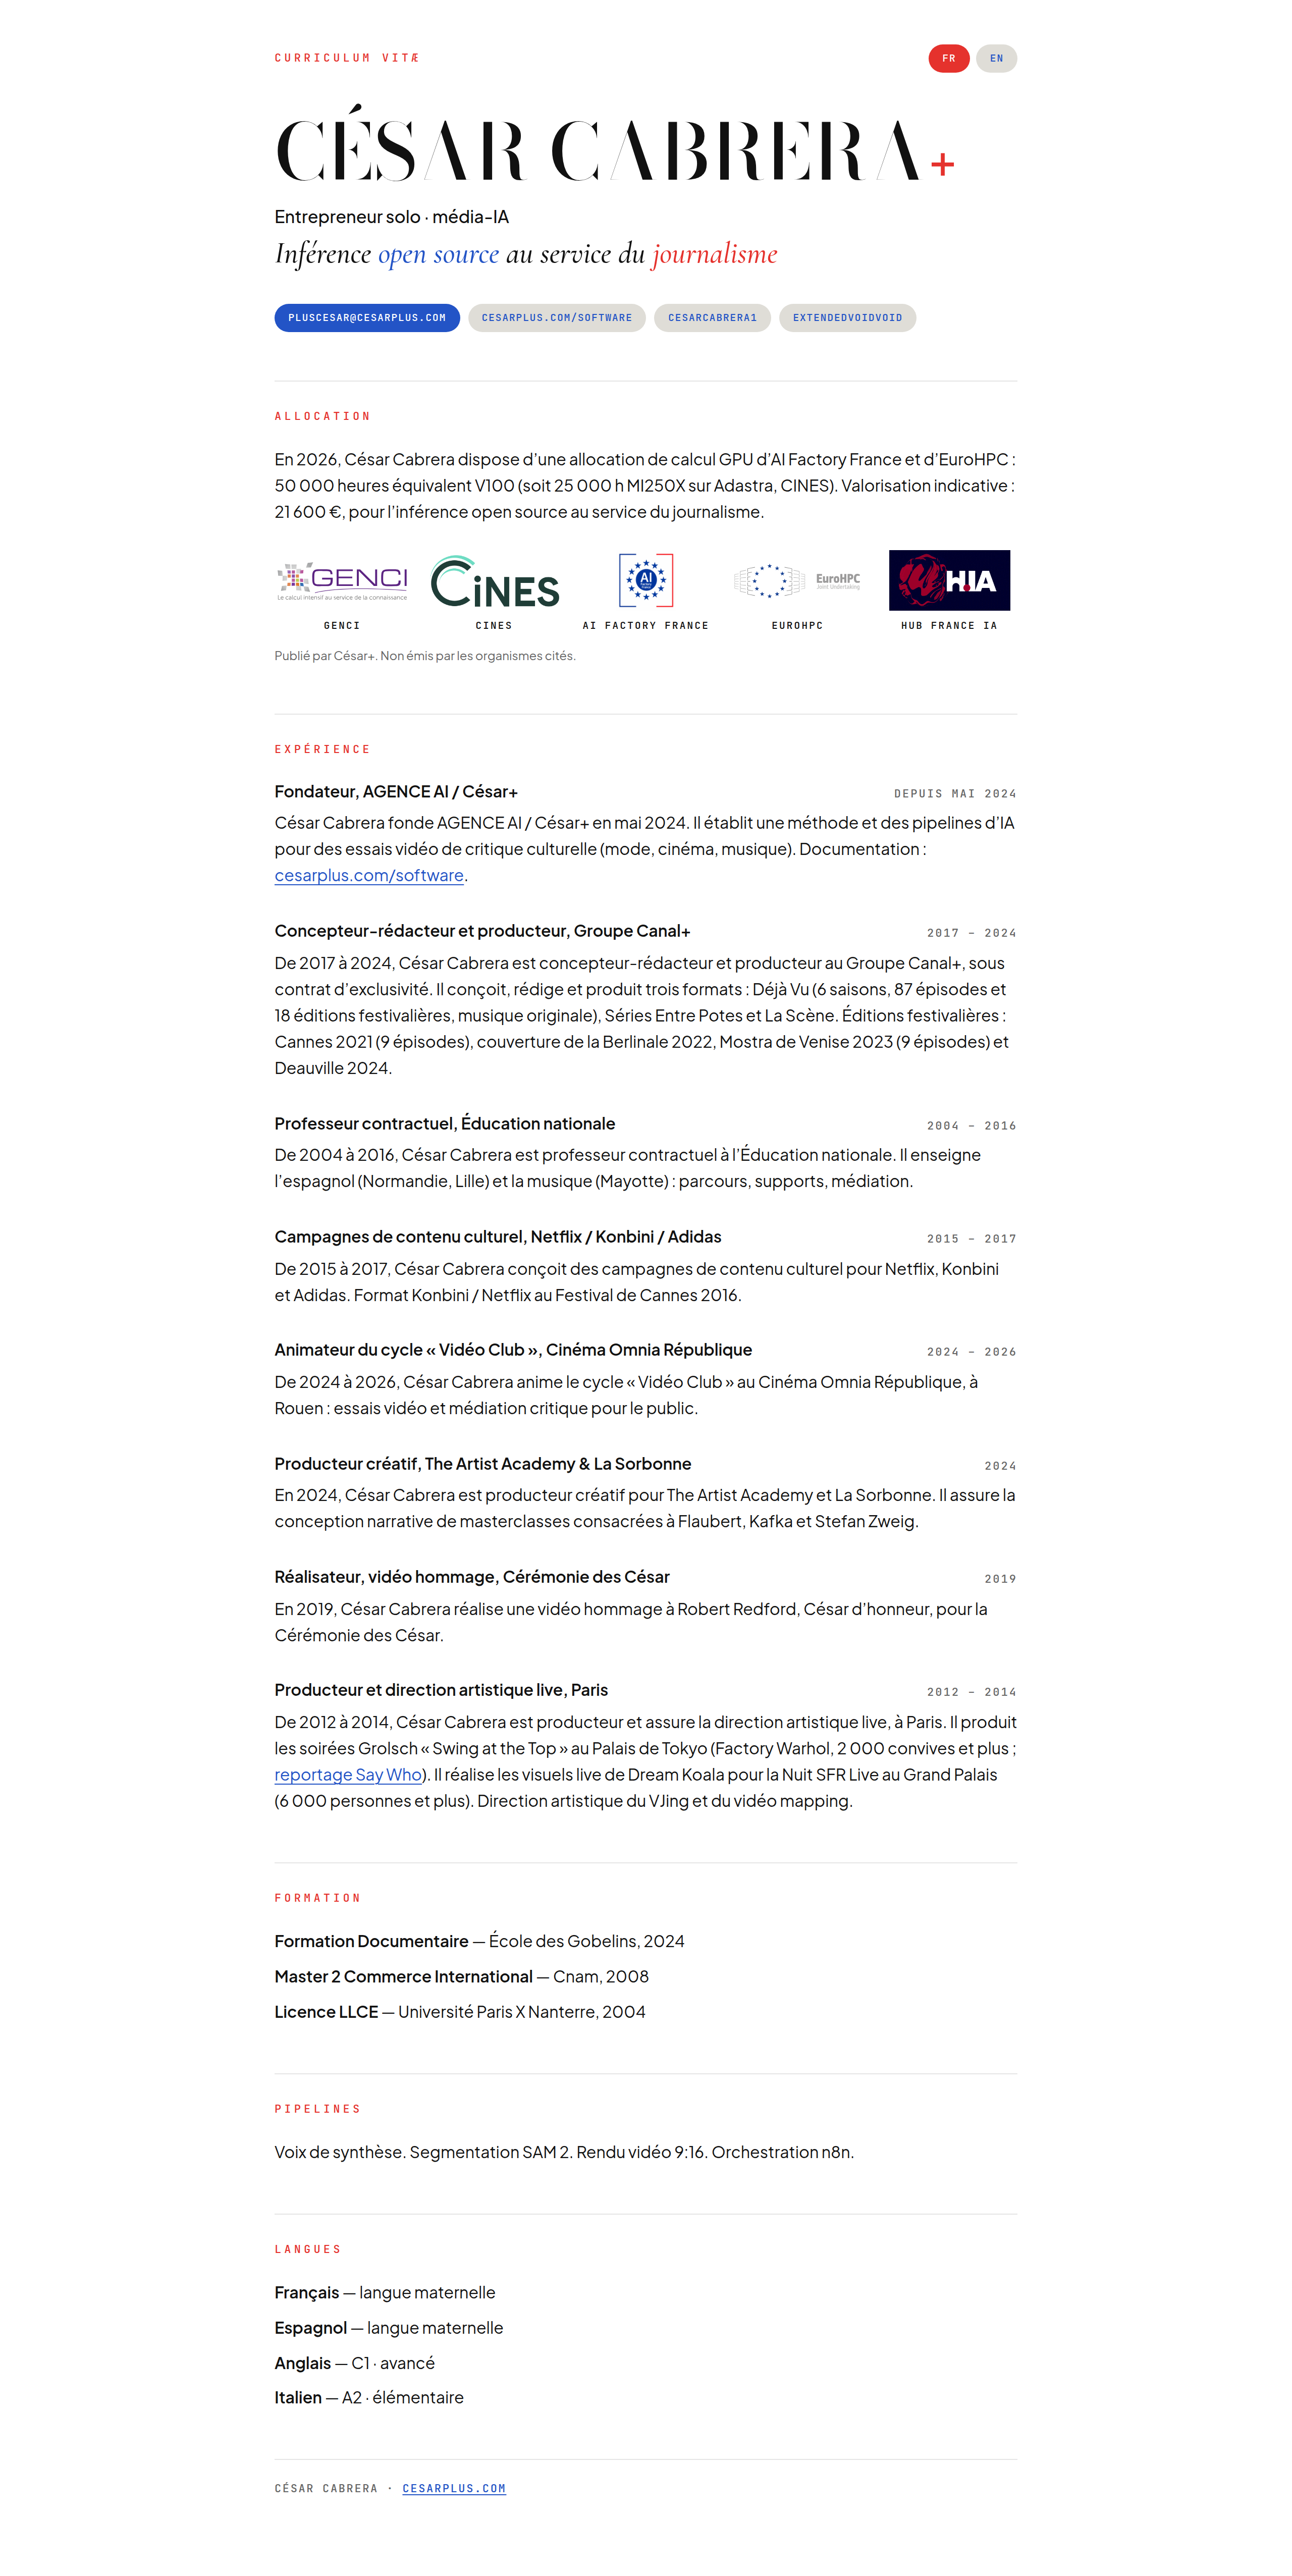 CURRICULUM VITÆ
FR
EN
CÉSAR CABRERA+
Entrepreneur solo · média-IA
Inférence open source au service du journalisme
PLUSCESAR@CESARPLUS.COM
CESARPLUS.COM/SOFTWARE
CESARCABRERA1
EXTENDEDVOIDVOID
ALLOCATION
En 2026, César Cabrera dispose d’une allocation de calcul GPU d’AI Factory France et d’EuroHPC :
50 000 heures équivalent V100 (soit 25 000 h MI250X sur Adastra, CINES). Valorisation indicative :
21 600 €, pour l’inférence open source au service du journalisme.
GENCI
Le calcul intensif au service de la connaissance
CiNES
AI
EuroHPC
Joint Undertaking
HIA
GENCI
CINES
AI FACTORY FRANCE
EUROHPC
HUB FRANCE IA
Publié par César+. Non émis par les organismes cités.
EXPÉRIENCE
Fondateur, AGENCE AI / César+
DEPUIS MAI 2024
César Cabrera fonde AGENCE AI / César+ en mai 2024. Il établit une méthode et des pipelines d’IA
pour des essais vidéo de critique culturelle (mode, cinéma, musique). Documentation :
cesarplus.com/software.
Concepteur-rédacteur et producteur, Groupe Canal+
2017 – 2024
De 2017 à 2024, César Cabrera est concepteur-rédacteur et producteur au Groupe Canal+, sous
contrat d’exclusivité. Il conçoit, rédige et produit trois formats : Déjà Vu (6 saisons, 87 épisodes et
18 éditions festivalières, musique originale), Séries Entre Potes et La Scène. Éditions festivalières :
Cannes 2021 (9 épisodes), couverture de la Berlinale 2022, Mostra de Venise 2023 (9 épisodes) et
Deauville 2024.
Professeur contractuel, Éducation nationale
2004 – 2016
De 2004 à 2016, César Cabrera est professeur contractuel à l’Éducation nationale. Il enseigne
l’espagnol (Normandie, Lille) et la musique (Mayotte) : parcours, supports, médiation.
Campagnes de contenu culturel, Netflix / Konbini / Adidas
2015 – 2017
De 2015 à 2017, César Cabrera conçoit des campagnes de contenu culturel pour Netflix, Konbini
et Adidas. Format Konbini / Netflix au Festival de Cannes 2016.
Animateur du cycle « Vidéo Club », Cinéma Omnia République
2024 – 2026
De 2024 à 2026, César Cabrera anime le cycle « Vidéo Club » au Cinéma Omnia République, à
Rouen : essais vidéo et médiation critique pour le public.
Producteur créatif, The Artist Academy & La Sorbonne
2024
En 2024, César Cabrera est producteur créatif pour The Artist Academy et La Sorbonne. Il assure la
conception narrative de masterclasses consacrées à Flaubert, Kafka et Stefan Zweig.
Réalisateur, vidéo hommage, Cérémonie des César
2019
En 2019, César Cabrera réalise une vidéo hommage à Robert Redford, César d’honneur, pour la
Cérémonie des César.
Producteur et direction artistique live, Paris
2012 – 2014
De 2012 à 2014, César Cabrera est producteur et assure la direction artistique live, à Paris. Il produit
les soirées Grolsch « Swing at the Top » au Palais de Tokyo (Factory Warhol, 2 000 convives et plus ;
reportage Say Who). Il réalise les visuels live de Dream Koala pour la Nuit SFR Live au Grand Palais
(6 000 personnes et plus). Direction artistique du VJing et du vidéo mapping.
FORMATION
Formation Documentaire — École des Gobelins, 2024
Master 2 Commerce International — Cnam, 2008
Licence LLCE — Université Paris X Nanterre, 2004
PIPELINES
Voix de synthèse. Segmentation SAM 2. Rendu vidéo 9:16. Orchestration n8n.
LANGUES
Français — langue maternelle
Espagnol — langue maternelle
Anglais — C1 · avancé
Italien — A2 · élémentaire
CÉSAR CABRERA · CESARPLUS.COM